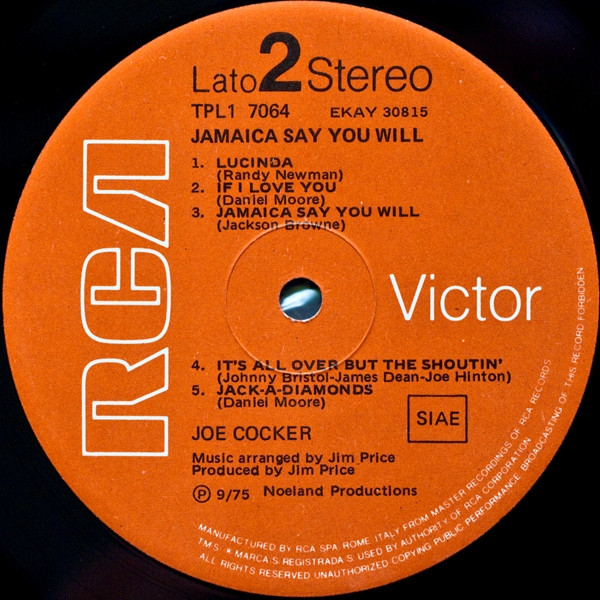 Lato 2 Stereo
TPL1 7064 EKAY 30815
JAMAICA SAY YOU WILL
1. LUCINDA
(Randy Newman)
2. IF I LOVE YOU
(Daniel Moore)
3. JAMAICA SAY YOU WILL
(Jackson Browne)
RCA
Victor
4. IT'S ALL OVER BUT THE SHOUTIN'
(Johnny Bristol-James Dean-Joe Hinton)
5. JACK-A-DIAMONDS
(Daniel Moore)
SIAE
JOE COCKER
Music arranged by Jim Price
Produced by Jim Price
Ⓟ 9/75 Noeland Productions
MANUFACTURED BY RCA SPA ROME ITALY FROM MASTER RECORDINGS OF RCA RECORDS
TMS ★ MARCA S REGISTRADA S USED BY AUTHORITY OF RCA CORPORATION
ALL RIGHTS RESERVED UNAUTHORIZED COPYING PUBLIC PERFORMANCE BROADCASTING OF THIS RECORD FORBIDDEN